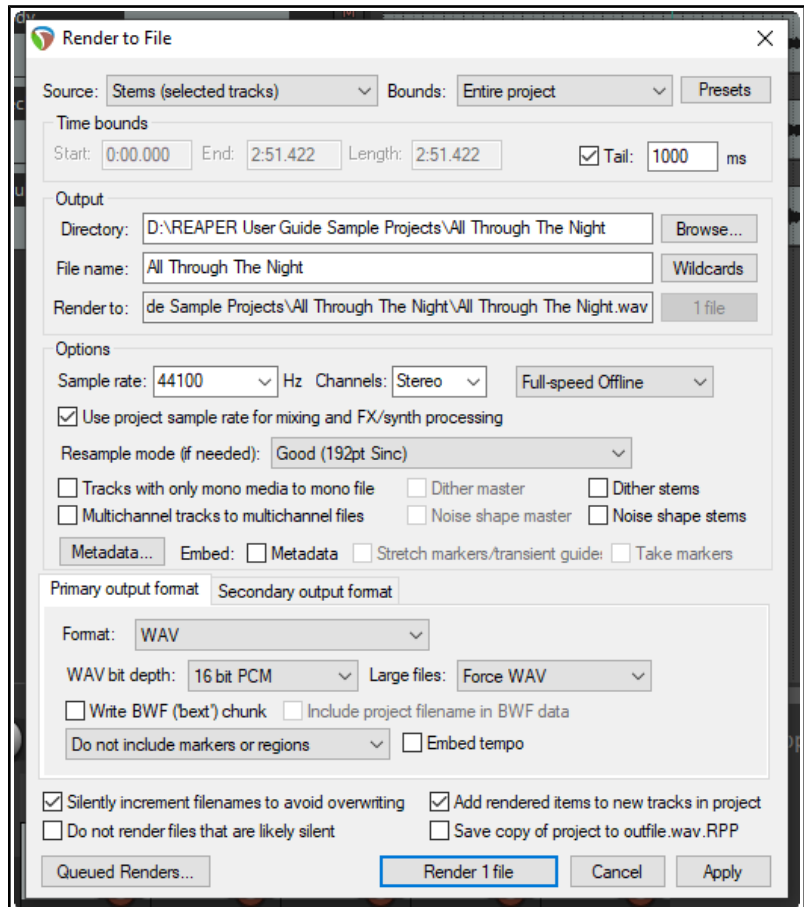 Render to File
Source: Stems (selected tracks) Bounds: Entire project Presets
Time bounds
Start: 0:00.000 End: 2:51.422 Length: 2:51.422 Tail: 1000 ms
Output
Directory: D:\REAPER User Guide Sample Projects\All Through The Night Browse...
File name: All Through The Night Wildcards
Render to: de Sample Projects\All Through The Night\All Through The Night.wav 1 file
Options
Sample rate: 44100 Hz Channels: Stereo Full-speed Offline
Use project sample rate for mixing and FX/synth processing
Resample mode (if needed): Good (192pt Sinc)
Tracks with only mono media to mono file Dither master Dither stems
Multichannel tracks to multichannel files Noise shape master Noise shape stems
Metadata... Embed: Metadata Stretch markers/transient guide Take markers
Primary output format Secondary output format
Format: WAV
WAV bit depth: 16 bit PCM Large files: Force WAV
Write BWF ('bext') chunk Include project filename in BWF data
Do not include markers or regions Embed tempo
Silently increment filenames to avoid overwriting Add rendered items to new tracks in project
Do not render files that are likely silent Save copy of project to outfile.wav.RPP
Queued Renders... Render 1 file Cancel Apply